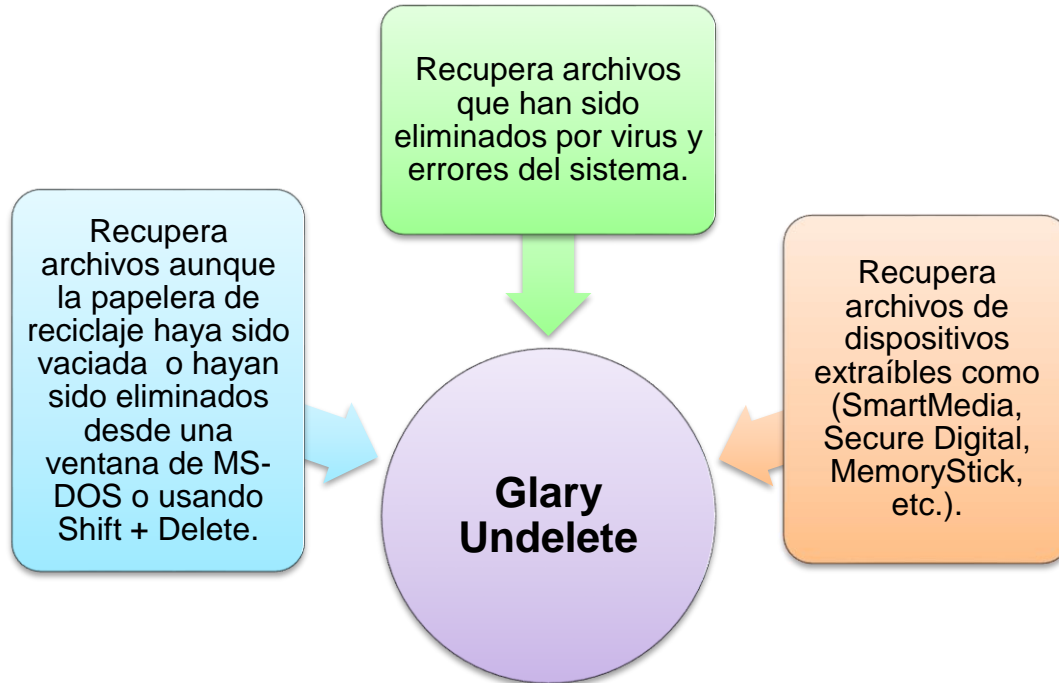 Recupera archivos
que han sido
eliminados por virus y
errores del sistema.
Recupera
archivos aunque
la papelera de
reciclaje haya sido
vaciada  o hayan
sido eliminados
desde una
ventana de MS-
DOS o usando
Shift + Delete.
Recupera
archivos de
dispositivos
extraíbles como
(SmartMedia,
Secure Digital,
MemoryStick,
etc.).
Glary
Undelete